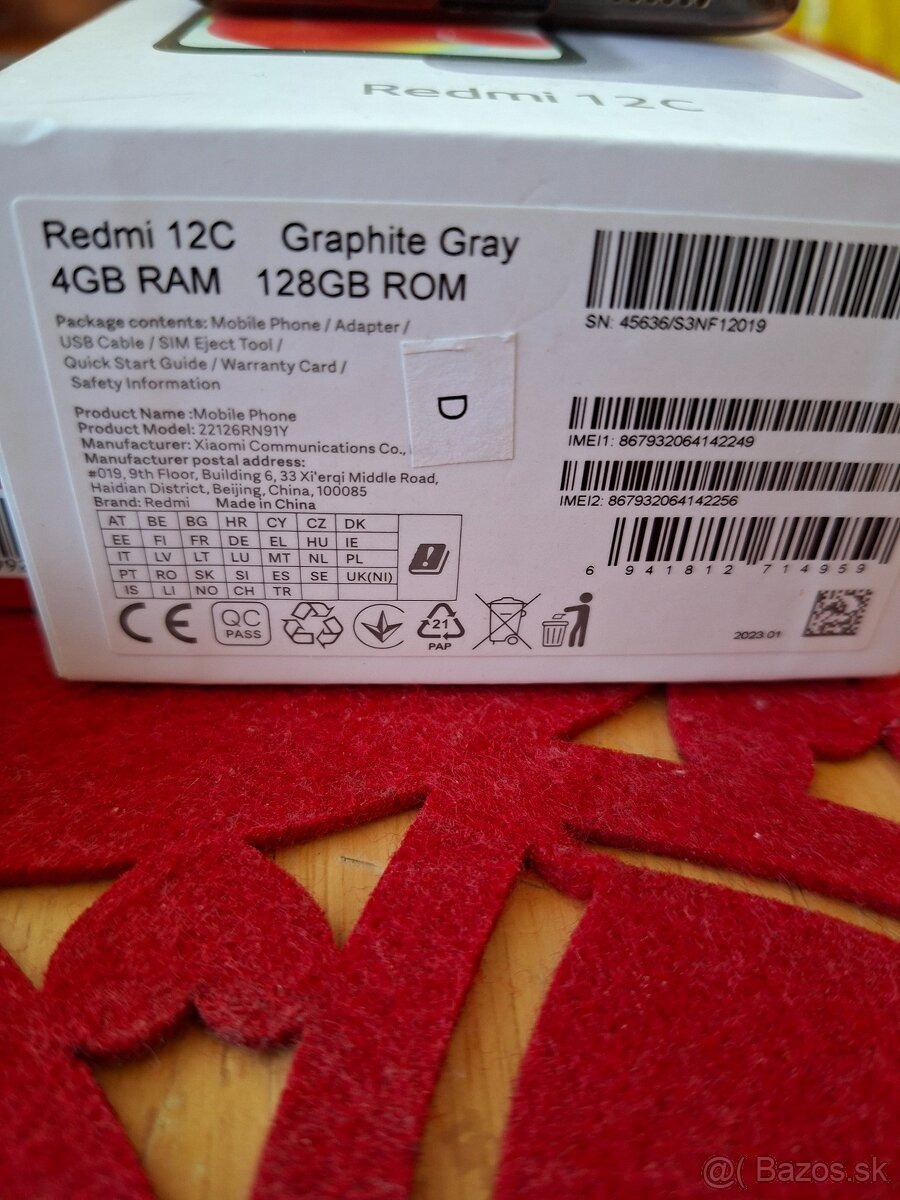 Redmi 12C
Redmi 12C Graphite Gray
4GB RAM 128GB ROM
Package contents: Mobile Phone / Adapter /
USB Cable / SIM Eject Tool /
Quick Start Guide / Warranty Card /
Safety Information
D
Product Name :Mobile Phone
Product Model: 22126RN91Y
Manufacturer: Xiaomi Communications Co.,
Manufacturer postal address:
#019, 9th Floor, Building 6, 33 Xi'erqi Middle Road,
Haidian District, Beijing, China, 100085
Brand: Redmi Made in China
AT BE BG HR CY CZ DK
EE FI FR DE EL HU IE
IT LV LT LU MT NL PL
PT RO SK SI ES SE UK(NI)
IS LI NO CH TR
CE
QC
PASS
21
PAP
SN: 45636/S3NF12019
IMEI1: 867932064142249
IMEI2: 867932064142256
6 941812 714959
2023.01
@( Bazos.sk